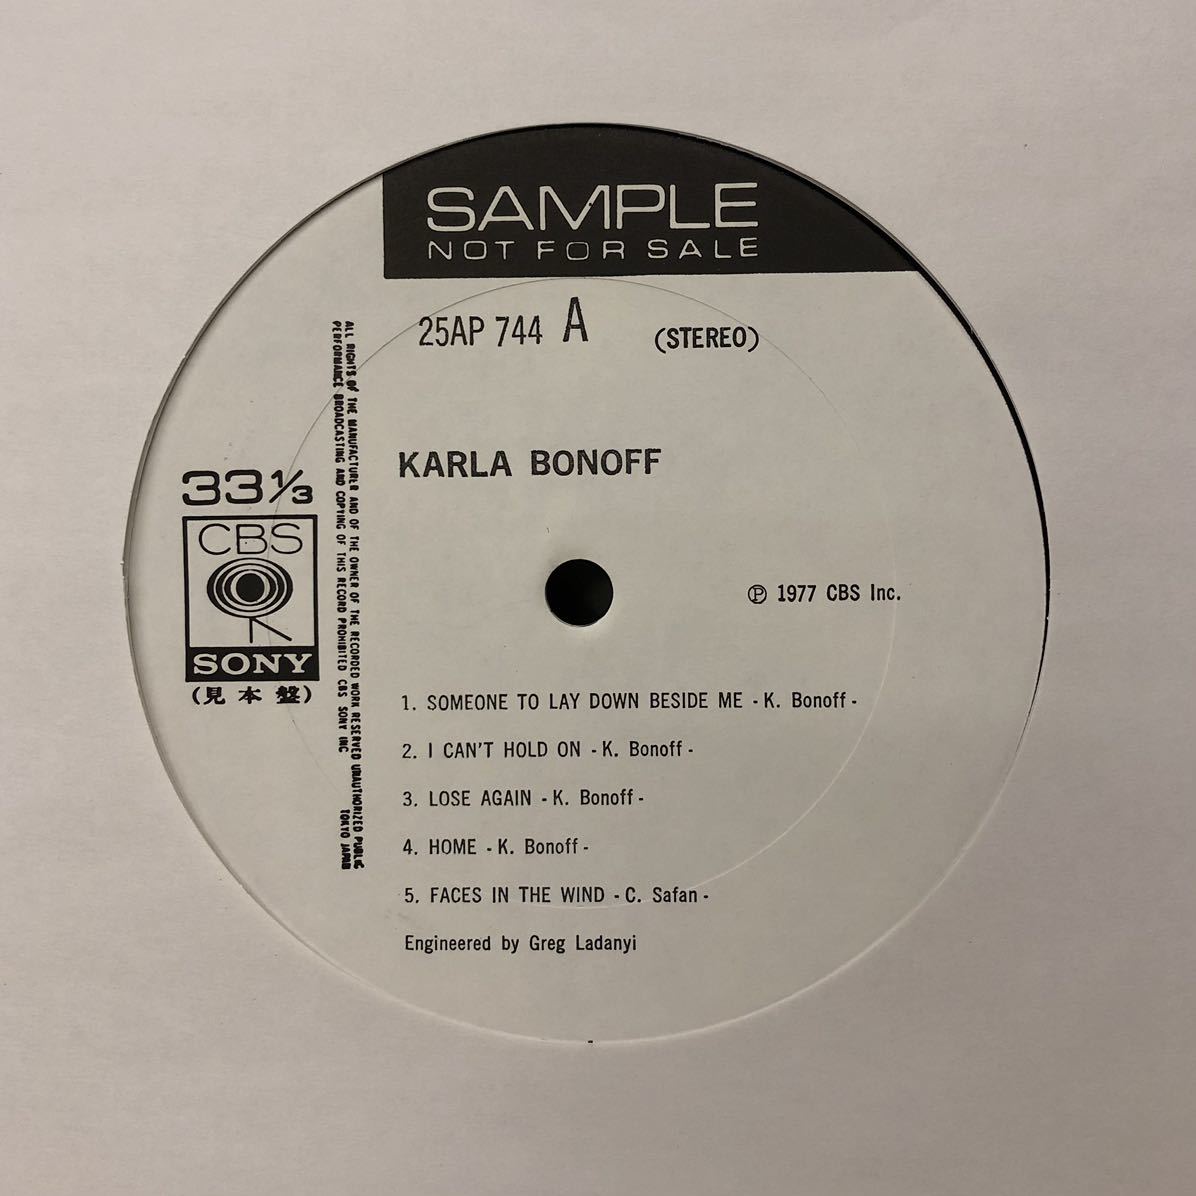 SAMPLE
NOT FOR SALE
25AP 744 A (STEREO)
KARLA BONOFF
33⅓
CBS
SONY
(見本盤)
℗ 1977 CBS Inc.
1. SOMEONE TO LAY DOWN BESIDE ME - K. Bonoff -
2. I CAN'T HOLD ON - K. Bonoff -
3. LOSE AGAIN - K. Bonoff -
4. HOME - K. Bonoff -
5. FACES IN THE WIND - C. Safan -
Engineered by Greg Ladanyi
ALL RIGHTS OF THE MANUFACTURER AND OF THE OWNER OF THE RECORDED WORK RESERVED UNAUTHORIZED PUBLIC
PERFORMANCE BROADCASTING AND COPYING OF THIS RECORD PROHIBITED CBS SONY INC TOKYO JAPAN